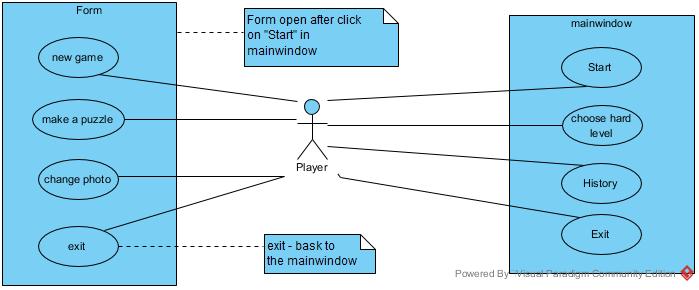 Form
new game
make a puzzle
change photo
exit
Form open after click
on "Start" in
mainwindow
Player
exit - bask to
the mainwindow
mainwindow
Start
choose hard
level
History
Exit
Powered By Visual Paradigm Community Edition